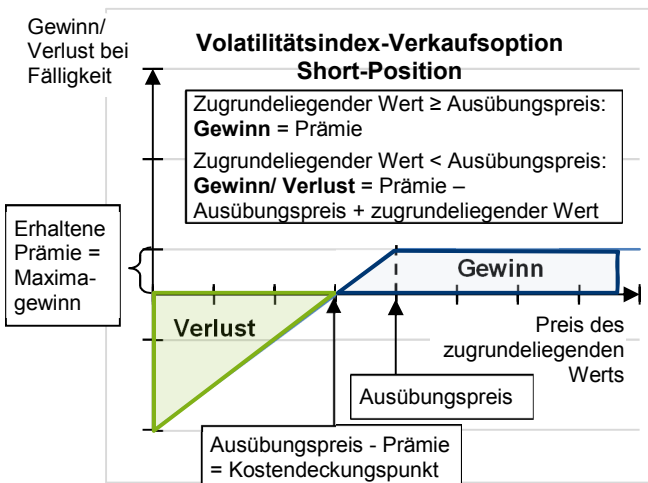 Gewinn/
Verlust bei
Fälligkeit
Volatilitätsindex-Verkaufsoption
Short-Position
Zugrundeliegender Wert ≥ Ausübungspreis:
Gewinn = Prämie
Zugrundeliegender Wert < Ausübungspreis:
Gewinn/ Verlust = Prämie –
Ausübungspreis + zugrundeliegender Wert
Erhaltene
Prämie =
Maxima-
gewinn
Gewinn
Verlust
Preis des
zugrundeliegenden
Werts
Ausübungspreis
Ausübungspreis - Prämie
= Kostendeckungspunkt